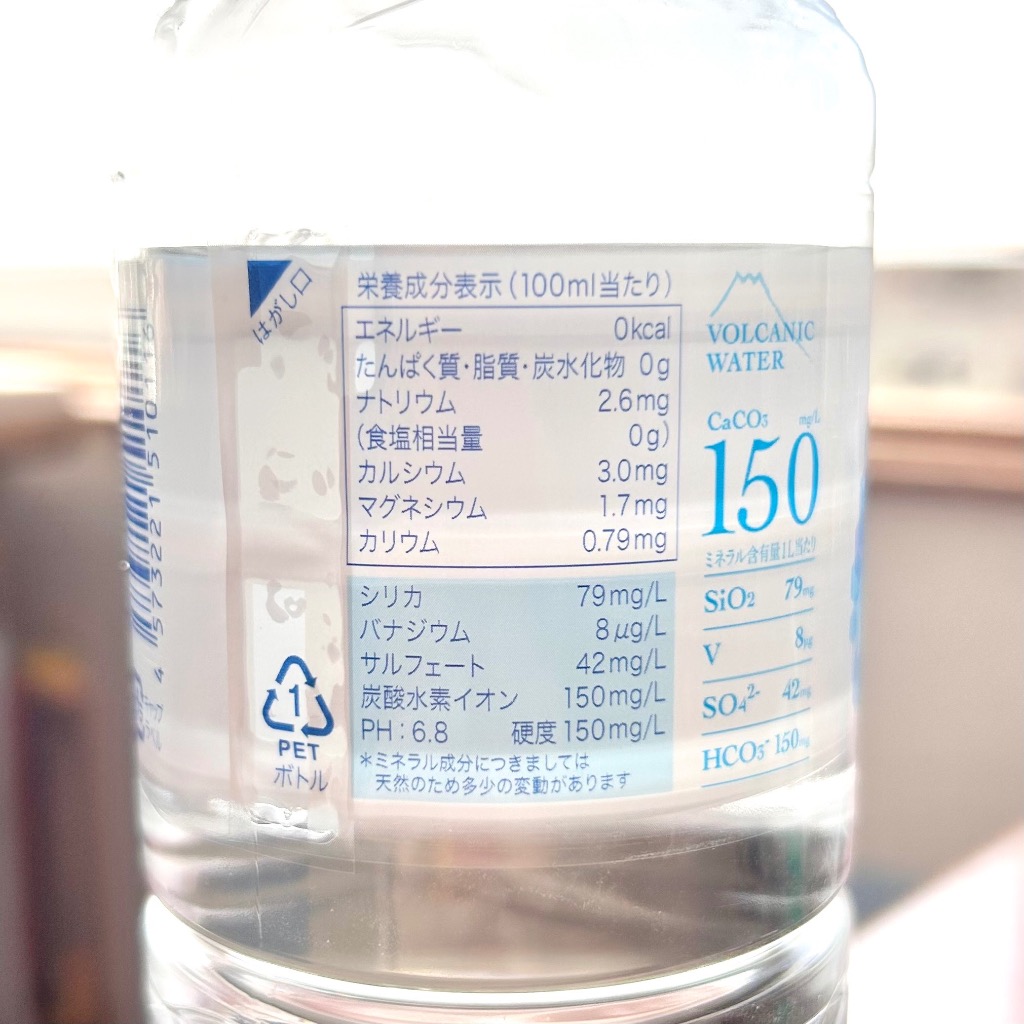 はがし口
栄養成分表示(100ml当たり)
エネルギー 0kcal
たんぱく質・脂質・炭水化物 0g
ナトリウム 2.6mg
(食塩相当量 0g)
カルシウム 3.0mg
マグネシウム 1.7mg
カリウム 0.79mg
シリカ 79mg/L
バナジウム 8μg/L
サルフェート 42mg/L
炭酸水素イオン 150mg/L
PH:6.8 硬度150mg/L
*ミネラル成分につきましては
天然のため多少の変動があります
VOLCANIC
WATER
CaCO₃ mg/L
150
ミネラル含有量1L当たり
SiO₂ 79mg
V 8μg
SO₄²⁻ 42mg
HCO₃⁻ 150mg
1
PET
ボトル
4 573221 510116